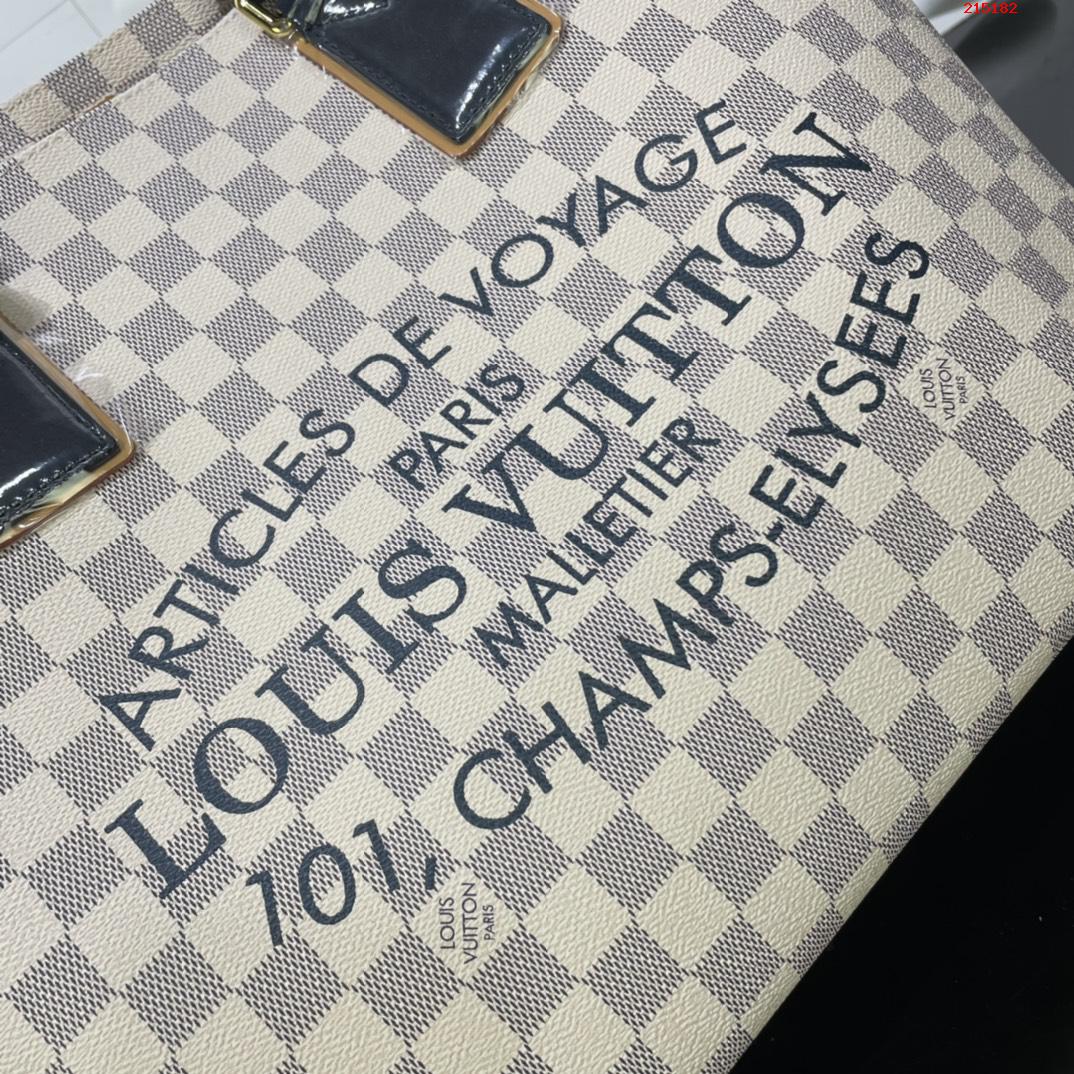 215182
ARTICLES DE VOYAGE
PARIS
LOUIS VUITTON
MALLETIER
101, CHAMPS-ELYSEES
LOUIS
VUITTON
PARIS
LOUIS
VUITTON
PARIS